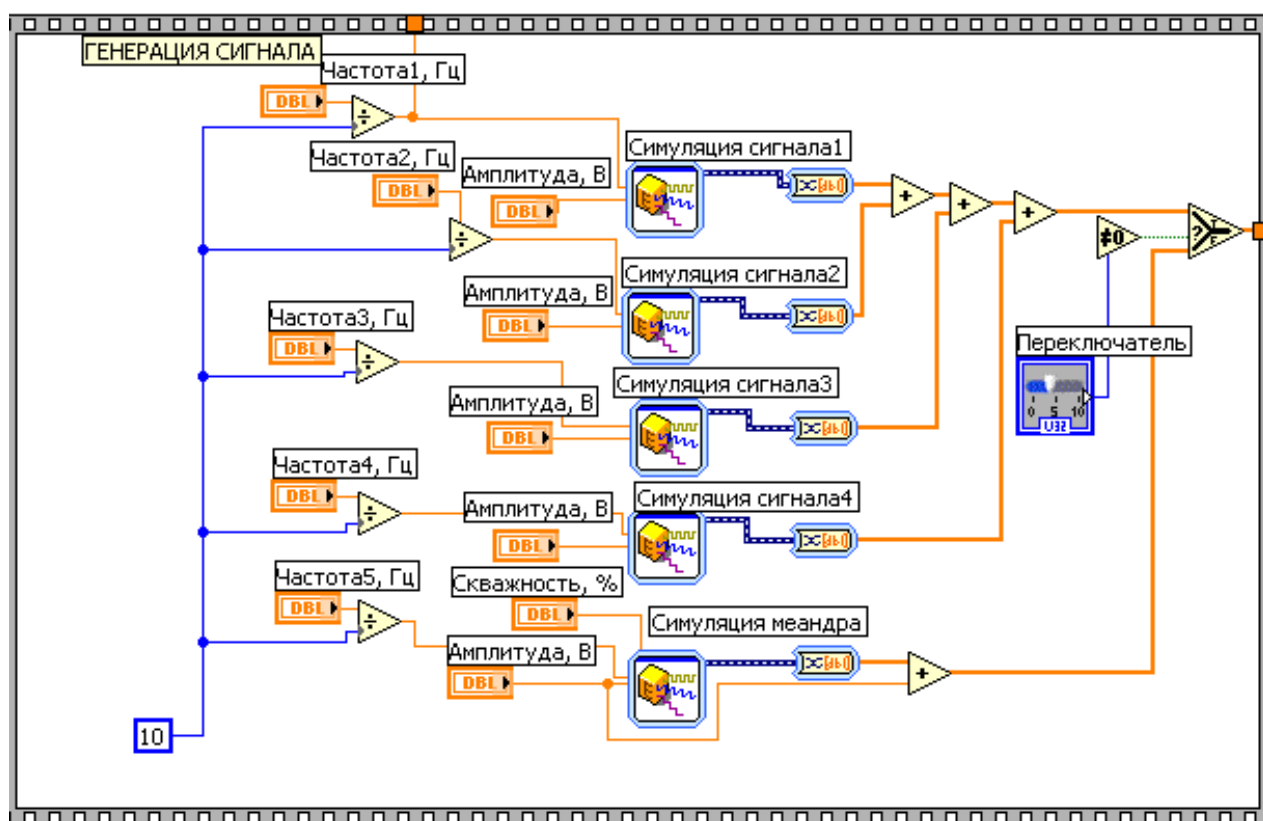 ГЕНЕРАЦИЯ СИГНАЛА
Частота1, Гц
DBL
Частота2, Гц
DBL
Амплитуда, В
DBL
Симуляция сигнала1
Амплитуда, В
DBL
Симуляция сигнала2
≠0
?
T
F
Частота3, Гц
DBL
Амплитуда, В
DBL
Симуляция сигнала3
Переключатель
0 5 10
U32
Частота4, Гц
DBL
Амплитуда, В
DBL
Симуляция сигнала4
Частота5, Гц
DBL
Скважность, %
DBL
Амплитуда, В
DBL
Симуляция меандра
10